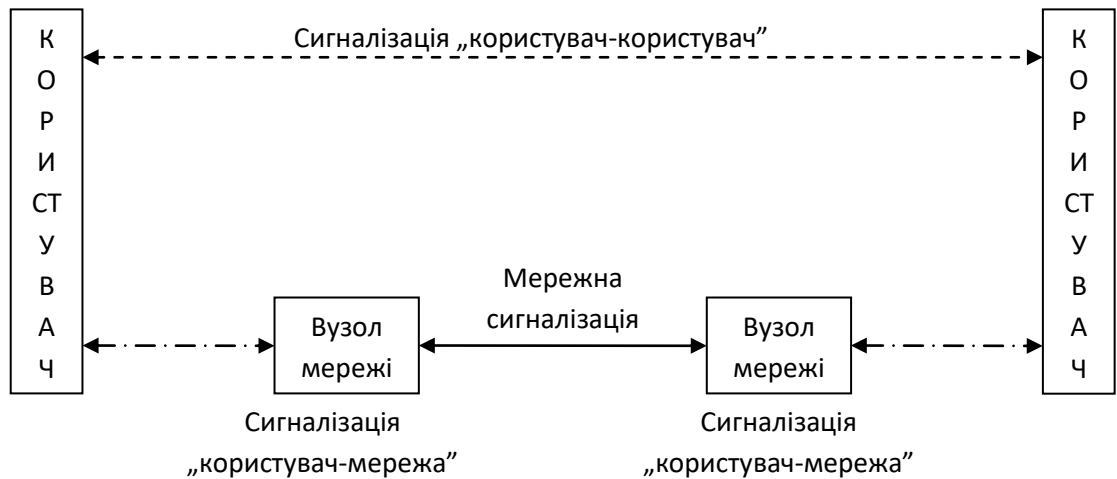 К
О
Р
И
СТ
У
В
А
Ч
Сигналізація „користувач-користувач”
К
О
Р
И
СТ
У
В
А
Ч
Вузол
мережі
Мережна
сигналізація
Вузол
мережі
Сигналізація
„користувач-мережа”
Сигналізація
„користувач-мережа”